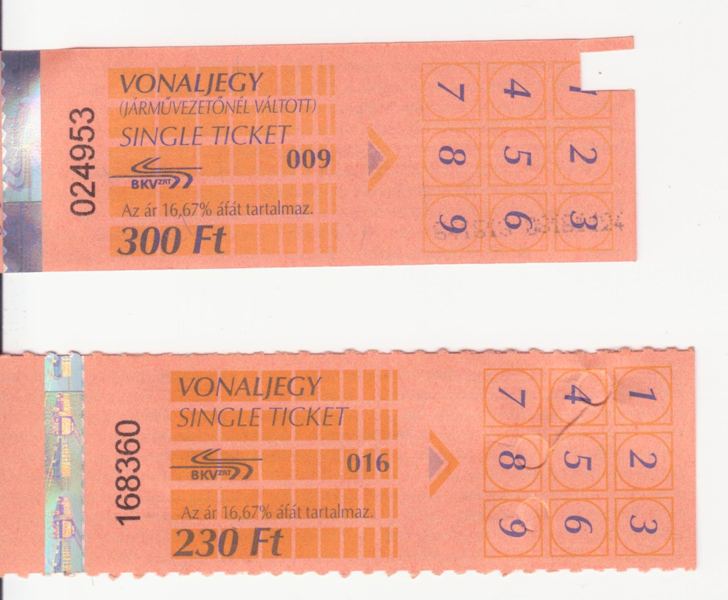 024953
VONALJEGY
(JÁRMŰVEZETŐNÉL VÁLTOTT)
SINGLE TICKET
009
BKV ZRT
Az ár 16,67% áfát tartalmaz.
300 Ft
7 4 1
8 5 2
9 6 3
168360
VONALJEGY
SINGLE TICKET
016
BKV ZRT
Az ár 16,67% áfát tartalmaz.
230 Ft
7 4 1
8 5 2
9 6 3